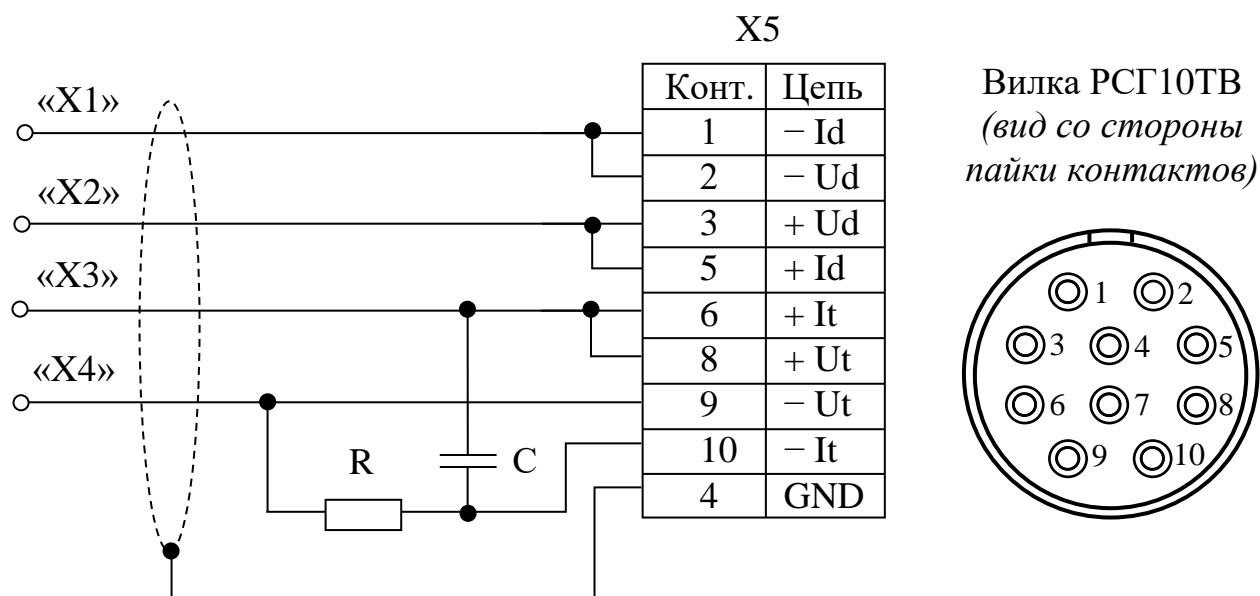 X5
Конт. Цепь
«X1»
1 − Id
2 − Ud
«X2»
3 + Ud
5 + Id
«X3»
6 + It
8 + Ut
«X4»
9 − Ut
10 − It
4 GND
R
C
Вилка РСГ10ТВ
(вид со стороны
пайки контактов)
1 2
3 4 5
6 7 8
9 10